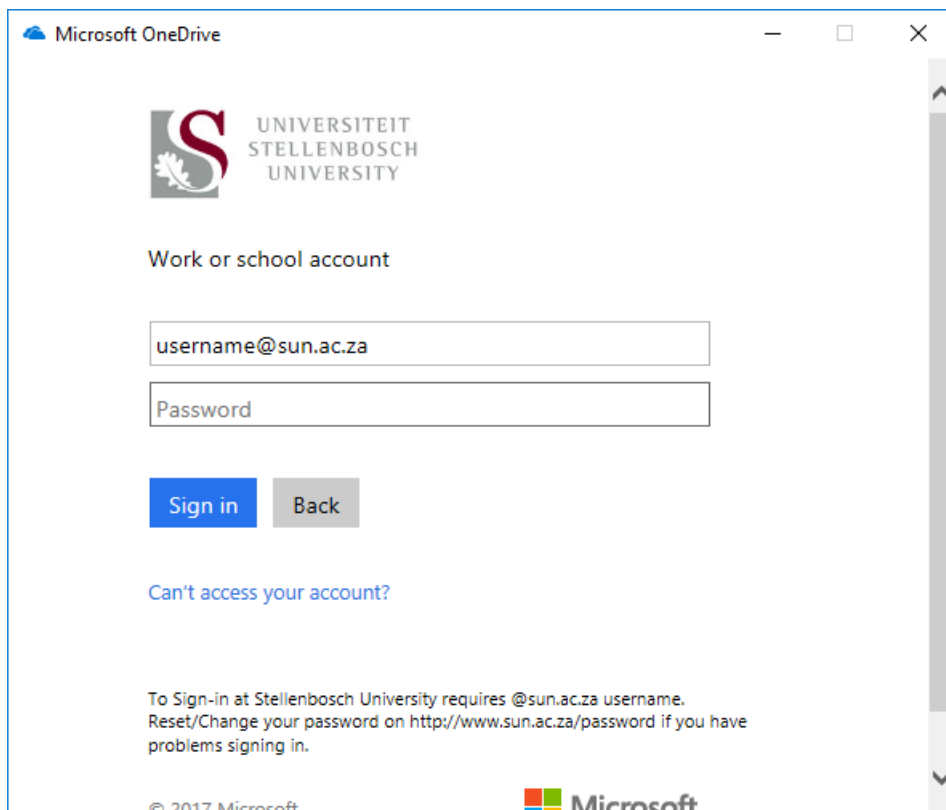 Microsoft OneDrive
UNIVERSITEIT
STELLENBOSCH
UNIVERSITY
Work or school account
username@sun.ac.za
Password
Sign in Back
Can't access your account?
To Sign-in at Stellenbosch University requires @sun.ac.za username.
Reset/Change your password on http://www.sun.ac.za/password if you have
problems signing in.
© 2017 Microsoft Microsoft